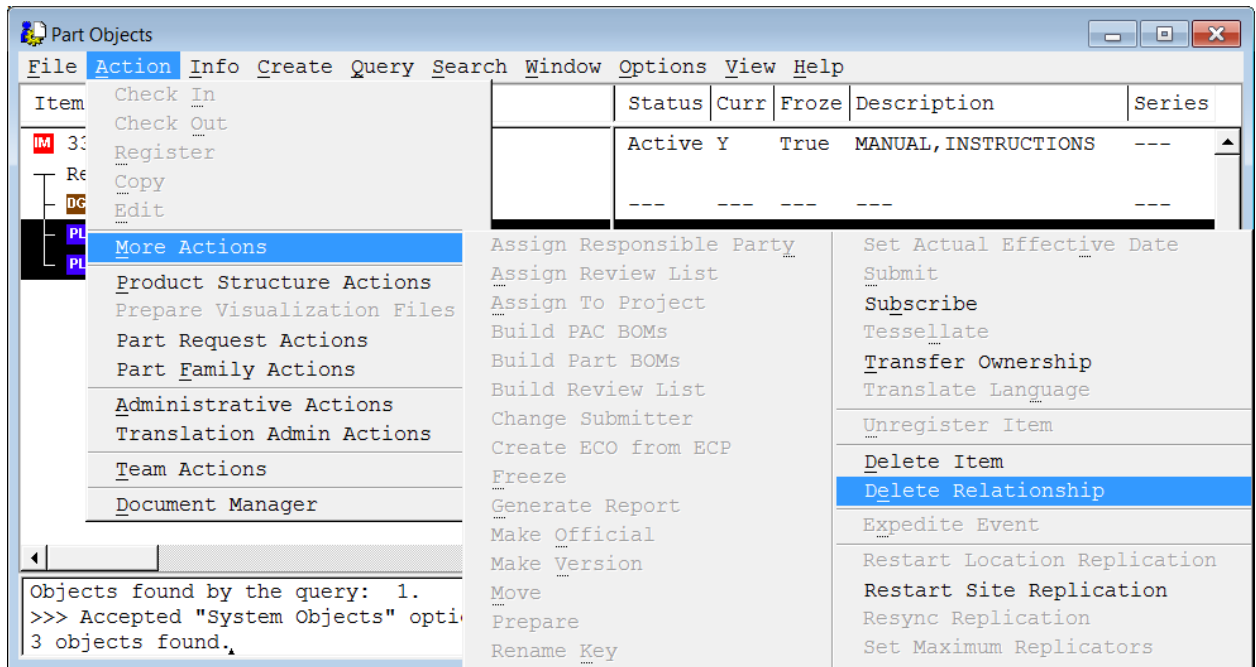 Part Objects
File Action Info Create Query Search Window Options View Help
Item Status Curr Froze Description Series
IM 33 Active Y True MANUAL,INSTRUCTIONS ---
Re
DG --- --- --- --- ---
PL
PL
Check In
Check Out
Register
Copy
Edit
More Actions
Product Structure Actions
Prepare Visualization Files
Part Request Actions
Part Family Actions
Administrative Actions
Translation Admin Actions
Team Actions
Document Manager
Assign Responsible Party
Assign Review List
Assign To Project
Build PAC BOMs
Build Part BOMs
Build Review List
Change Submitter
Create ECO from ECP
Freeze
Generate Report
Make Official
Make Version
Move
Prepare
Rename Key
Set Actual Effective Date
Submit
Subscribe
Tessellate
Transfer Ownership
Translate Language
Unregister Item
Delete Item
Delete Relationship
Expedite Event
Restart Location Replication
Restart Site Replication
Resync Replication
Set Maximum Replicators
Objects found by the query: 1.
>>> Accepted "System Objects" opti
3 objects found.